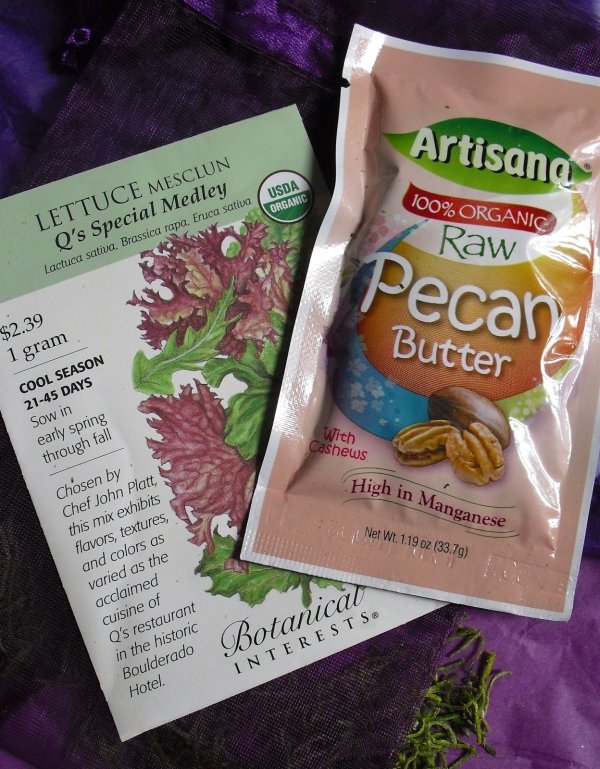 LETTUCE MESCLUN
Q's Special Medley
Lactuca sativa, Brassica rapa, Eruca sativa
USDA
ORGANIC
$2.39
1 gram
COOL SEASON
21-45 DAYS
Sow in
early spring
through fall
Chosen by
Chef John Platt,
this mix exhibits
flavors, textures,
and colors as
varied as the
acclaimed
cuisine of
Q's restaurant
in the historic
Boulderado
Hotel.
Botanical
INTERESTS®
Artisana®
100% ORGANIC
Raw
Pecan
Butter
With
Cashews
High in Manganese
Net Wt. 1.19 oz (33.7g)